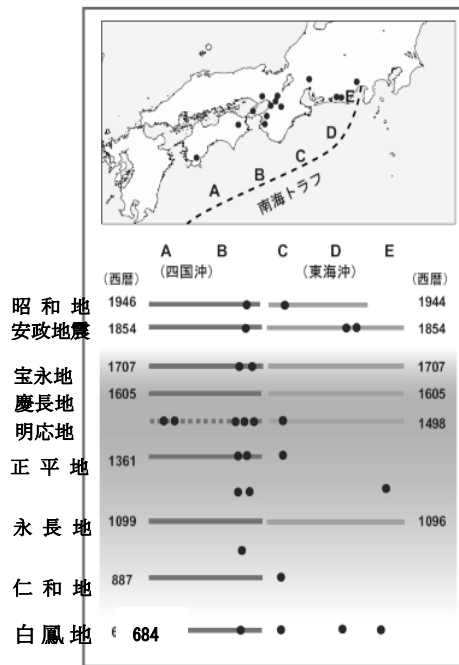 E
D
C
B
A
南海トラフ
A B C D E
(西暦) (四国沖) (東海沖) (西暦)
昭和地 1946 1944
安政地震 1854 1854
宝永地 1707 1707
慶長地 1605 1605
明応地 1498
正平地 1361
永長地 1099 1096
仁和地 887
白鳳地 6 684